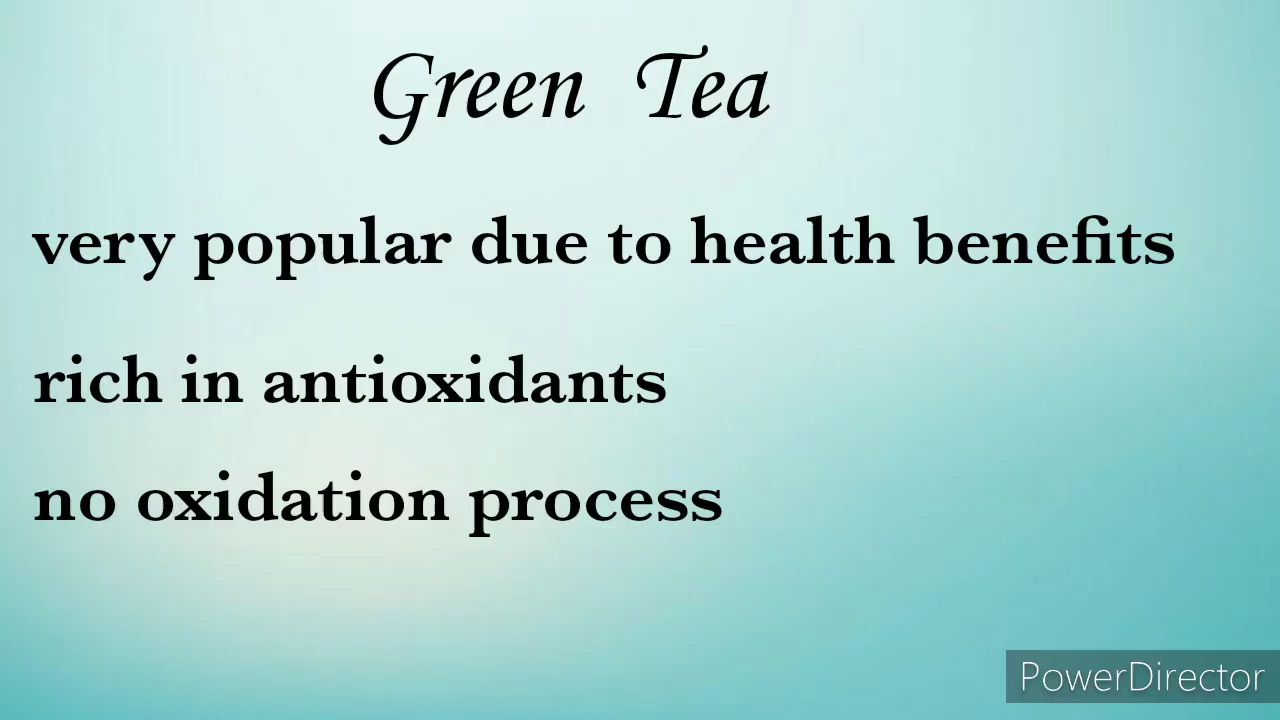 Green Tea
very popular due to health benefits
rich in antioxidants
no oxidation process
PowerDirector